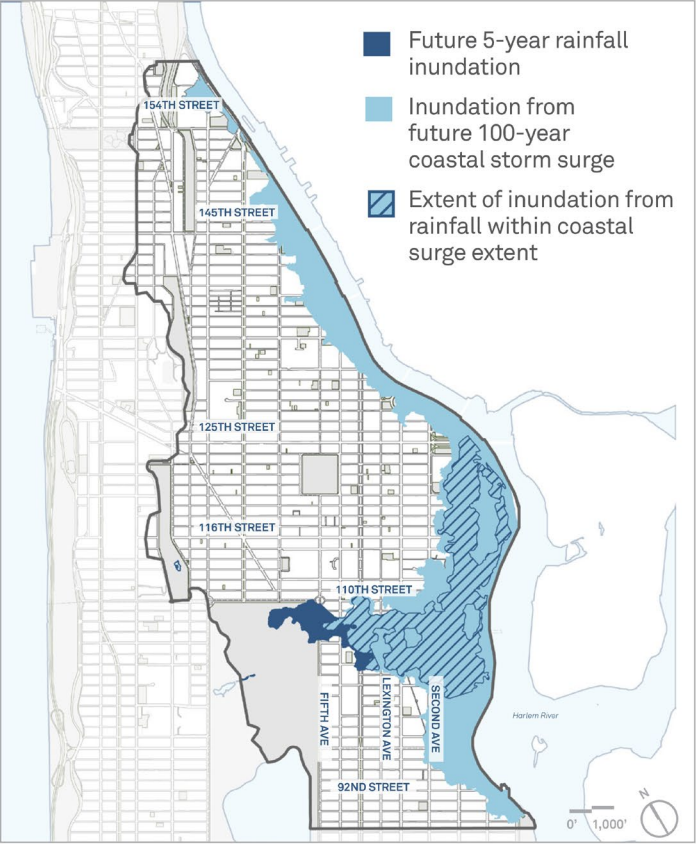 Future 5-year rainfall
inundation
Inundation from
future 100-year
coastal storm surge
Extent of inundation from
rainfall within coastal
surge extent
154TH STREET
145TH STREET
125TH STREET
116TH STREET
110TH STREET
FIFTH AVE
LEXINGTON AVE
SECOND AVE
Harlem River
92ND STREET
N
0' 1,000'